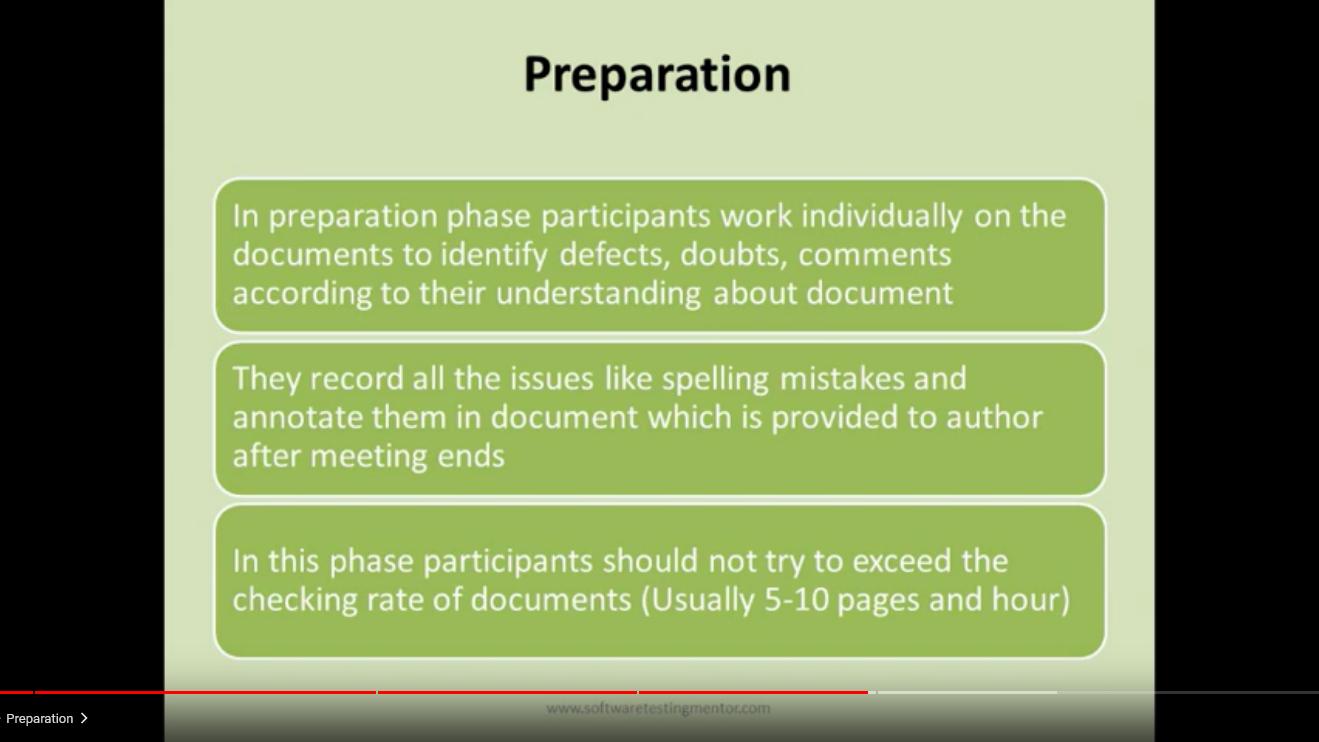 Preparation
In preparation phase participants work individually on the
documents to identify defects, doubts, comments
according to their understanding about document
They record all the issues like spelling mistakes and
annotate them in document which is provided to author
after meeting ends
In this phase participants should not try to exceed the
checking rate of documents (Usually 5-10 pages and hour)
www.softwaretestingmentor.com
Preparation